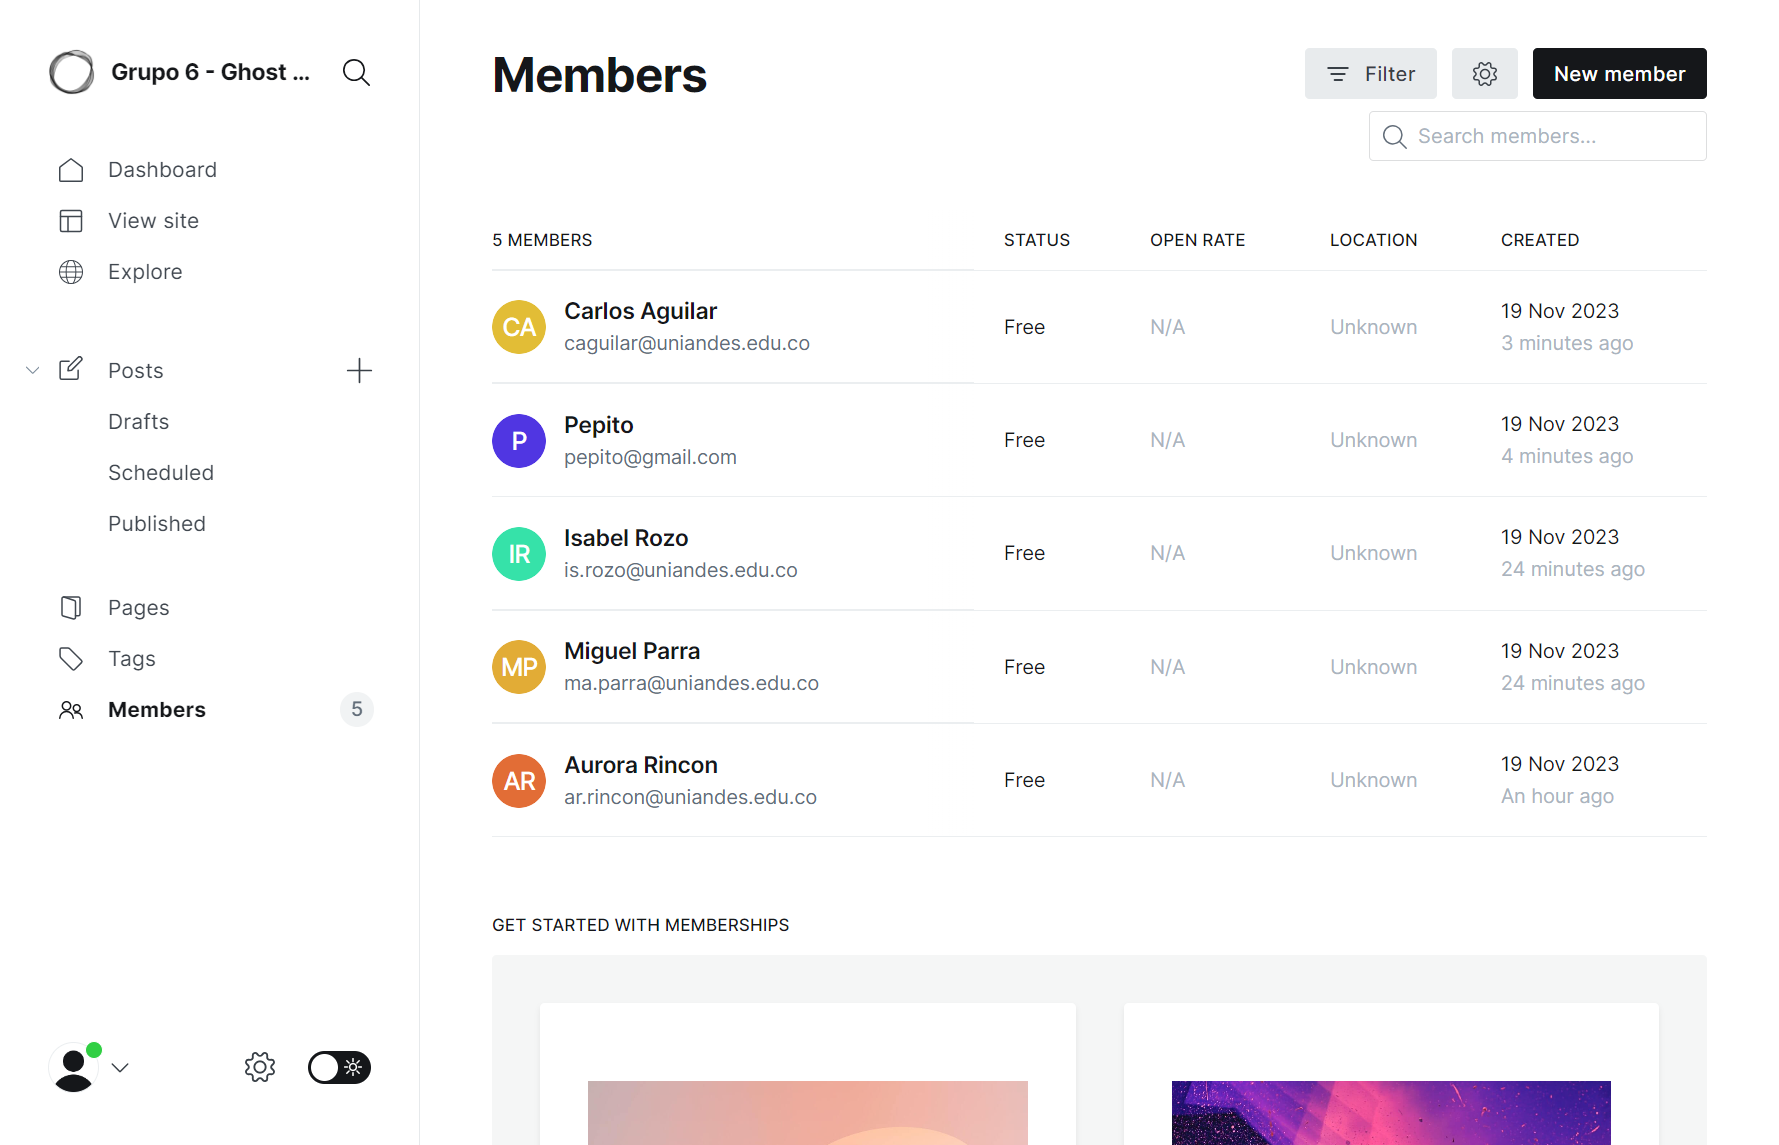 Grupo 6 - Ghost ...
Dashboard
View site
Explore
Posts
Drafts
Scheduled
Published
Pages
Tags
Members 5
Members
Filter
New member
Search members...
5 MEMBERS STATUS OPEN RATE LOCATION CREATED
CA Carlos Aguilar
caguilar@uniandes.edu.co
Free N/A Unknown
19 Nov 2023
3 minutes ago
P Pepito
pepito@gmail.com
Free N/A Unknown
19 Nov 2023
4 minutes ago
IR Isabel Rozo
is.rozo@uniandes.edu.co
Free N/A Unknown
19 Nov 2023
24 minutes ago
MP Miguel Parra
ma.parra@uniandes.edu.co
Free N/A Unknown
19 Nov 2023
24 minutes ago
AR Aurora Rincon
ar.rincon@uniandes.edu.co
Free N/A Unknown
19 Nov 2023
An hour ago
GET STARTED WITH MEMBERSHIPS